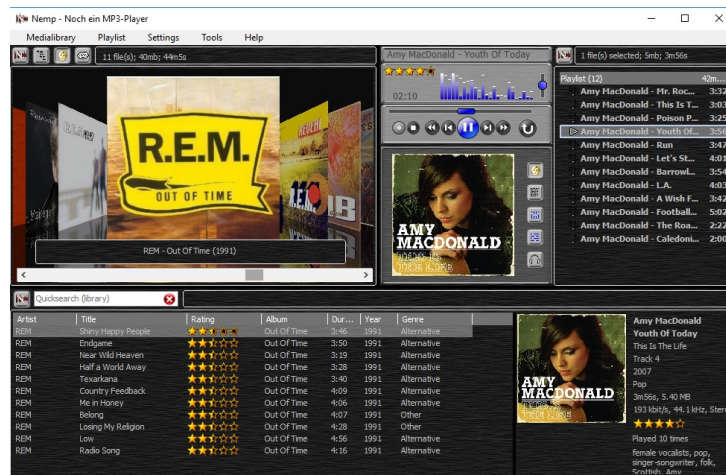 Nemp - Noch ein MP3-Player
Medialibrary Playlist Settings Tools Help
11 file(s); 40mb; 44m5s
R.E.M.
OUT OF TIME
REM - Out Of Time (1991)
Amy MacDonald - Youth Of Today
02:10
AMY
MACDONALD
1 file(s) selected; 5mb; 3m56s
Playlist (12) 42m...
Amy MacDonald - Mr. Roc... 3:32
Amy MacDonald - This Is T... 3:05
Amy MacDonald - Poison P... 3:25
Amy MacDonald - Youth Of... 3:56
Amy MacDonald - Run 3:47
Amy MacDonald - Let's St... 4:01
Amy MacDonald - Barrowl... 3:54
Amy MacDonald - L.A. 4:03
Amy MacDonald - A Wish F... 3:42
Amy MacDonald - Football... 5:01
Amy MacDonald - The Roa... 2:22
Amy MacDonald - Caledoni... 2:00
Quicksearch (library)
Artist Title Rating Album Dur... Year Genre
REM Shiny Happy People Out Of Time 3:46 1991 Alternative
REM Endgame Out Of Time 3:50 1991 Alternative
REM Near Wild Heaven Out Of Time 3:19 1991 Alternative
REM Half a World Away Out Of Time 3:28 1991 Alternative
REM Texarkana Out Of Time 3:40 1991 Alternative
REM Country Feedback Out Of Time 4:09 1991 Alternative
REM Me in Honey Out Of Time 4:06 1991 Alternative
REM Belong Out Of Time 4:07 1991 Other
REM Losing My Religion Out Of Time 4:28 1991 Other
REM Low Out Of Time 4:56 1991 Alternative
REM Radio Song Out Of Time 4:16 1991 Alternative
AMY
MACDONALD
Amy MacDonald
Youth Of Today
This Is The Life
Track 4
2007
Pop
3m56s, 5.40 MB
193 kbit/s, 44.1 kHz, Stere
Played 10 times
female vocalists, pop,
singer-songwriter, folk,
Scottish, Amy